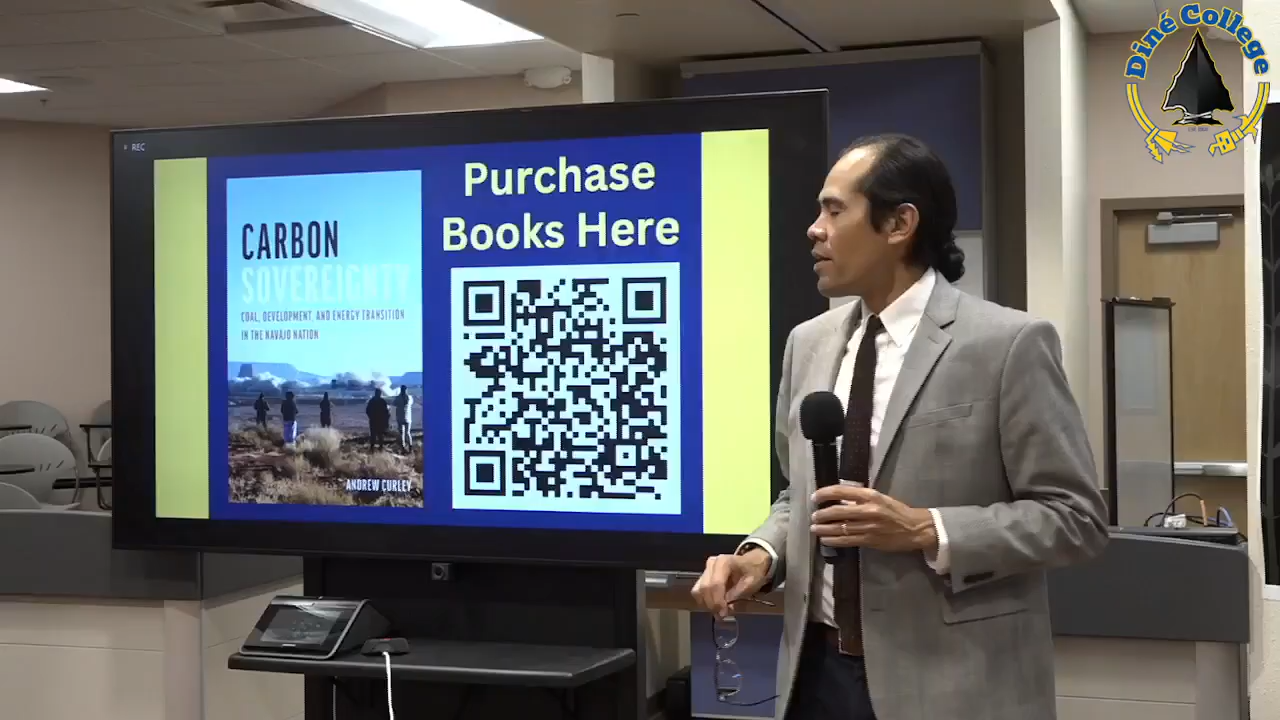 Diné College
REC
Purchase
Books Here
CARBON
SOVEREIGNTY
COAL, DEVELOPMENT, AND ENERGY TRANSITION
IN THE NAVAJO NATION
ANDREW CURLEY